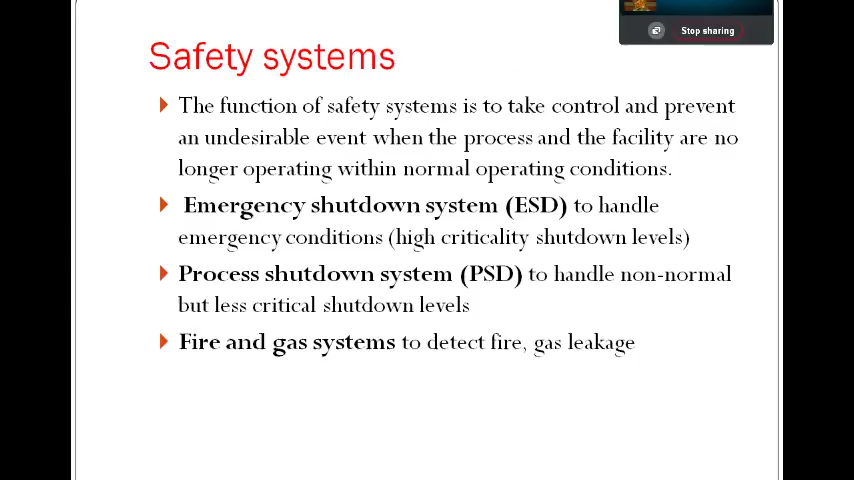 Stop sharing
Safety systems
The function of safety systems is to take control and prevent
an undesirable event when the process and the facility are no
longer operating within normal operating conditions.
Emergency shutdown system (ESD) to handle
emergency conditions (high criticality shutdown levels)
Process shutdown system (PSD) to handle non-normal
but less critical shutdown levels
Fire and gas systems to detect fire, gas leakage